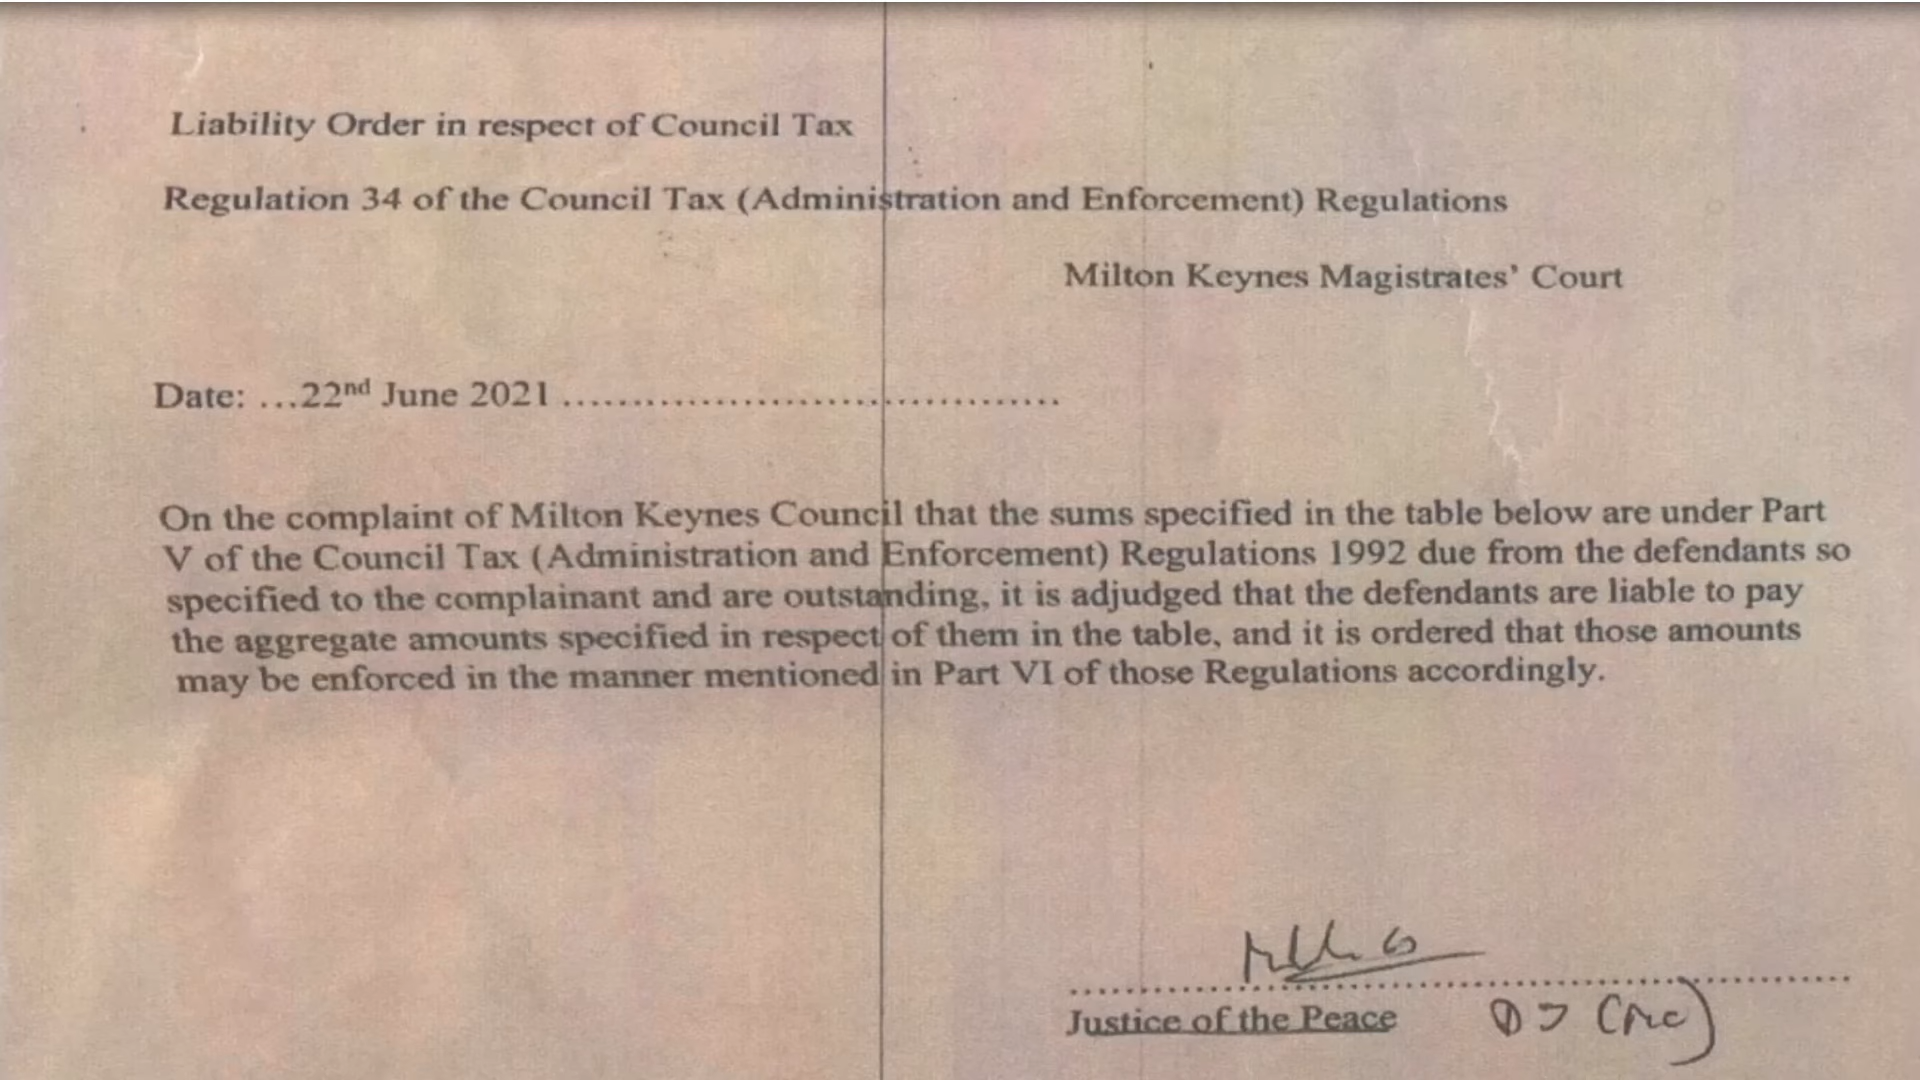 Liability Order in respect of Council Tax
Regulation 34 of the Council Tax (Administration and Enforcement) Regulations
Milton Keynes Magistrates’ Court
Date: ...22nd June 2021 ......................................
On the complaint of Milton Keynes Council that the sums specified in the table below are under Part
V of the Council Tax (Administration and Enforcement) Regulations 1992 due from the defendants so
specified to the complainant and are outstanding, it is adjudged that the defendants are liable to pay
the aggregate amounts specified in respect of them in the table, and it is ordered that those amounts
may be enforced in the manner mentioned in Part VI of those Regulations accordingly.
Justice of the Peace DJ (MC)